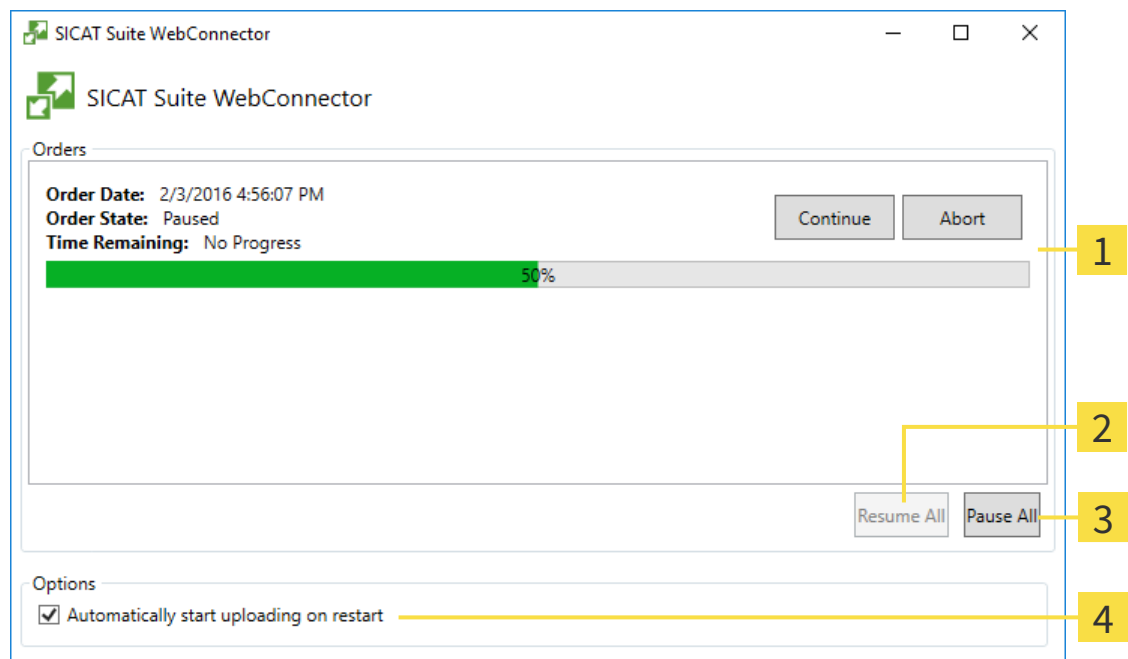 SICAT Suite WebConnector
SICAT Suite WebConnector
Orders
Order Date: 2/3/2016 4:56:07 PM
Order State: Paused
Time Remaining: No Progress
Continue
Abort
1
50%
2
Resume All
Pause All
3
Options
Automatically start uploading on restart
4